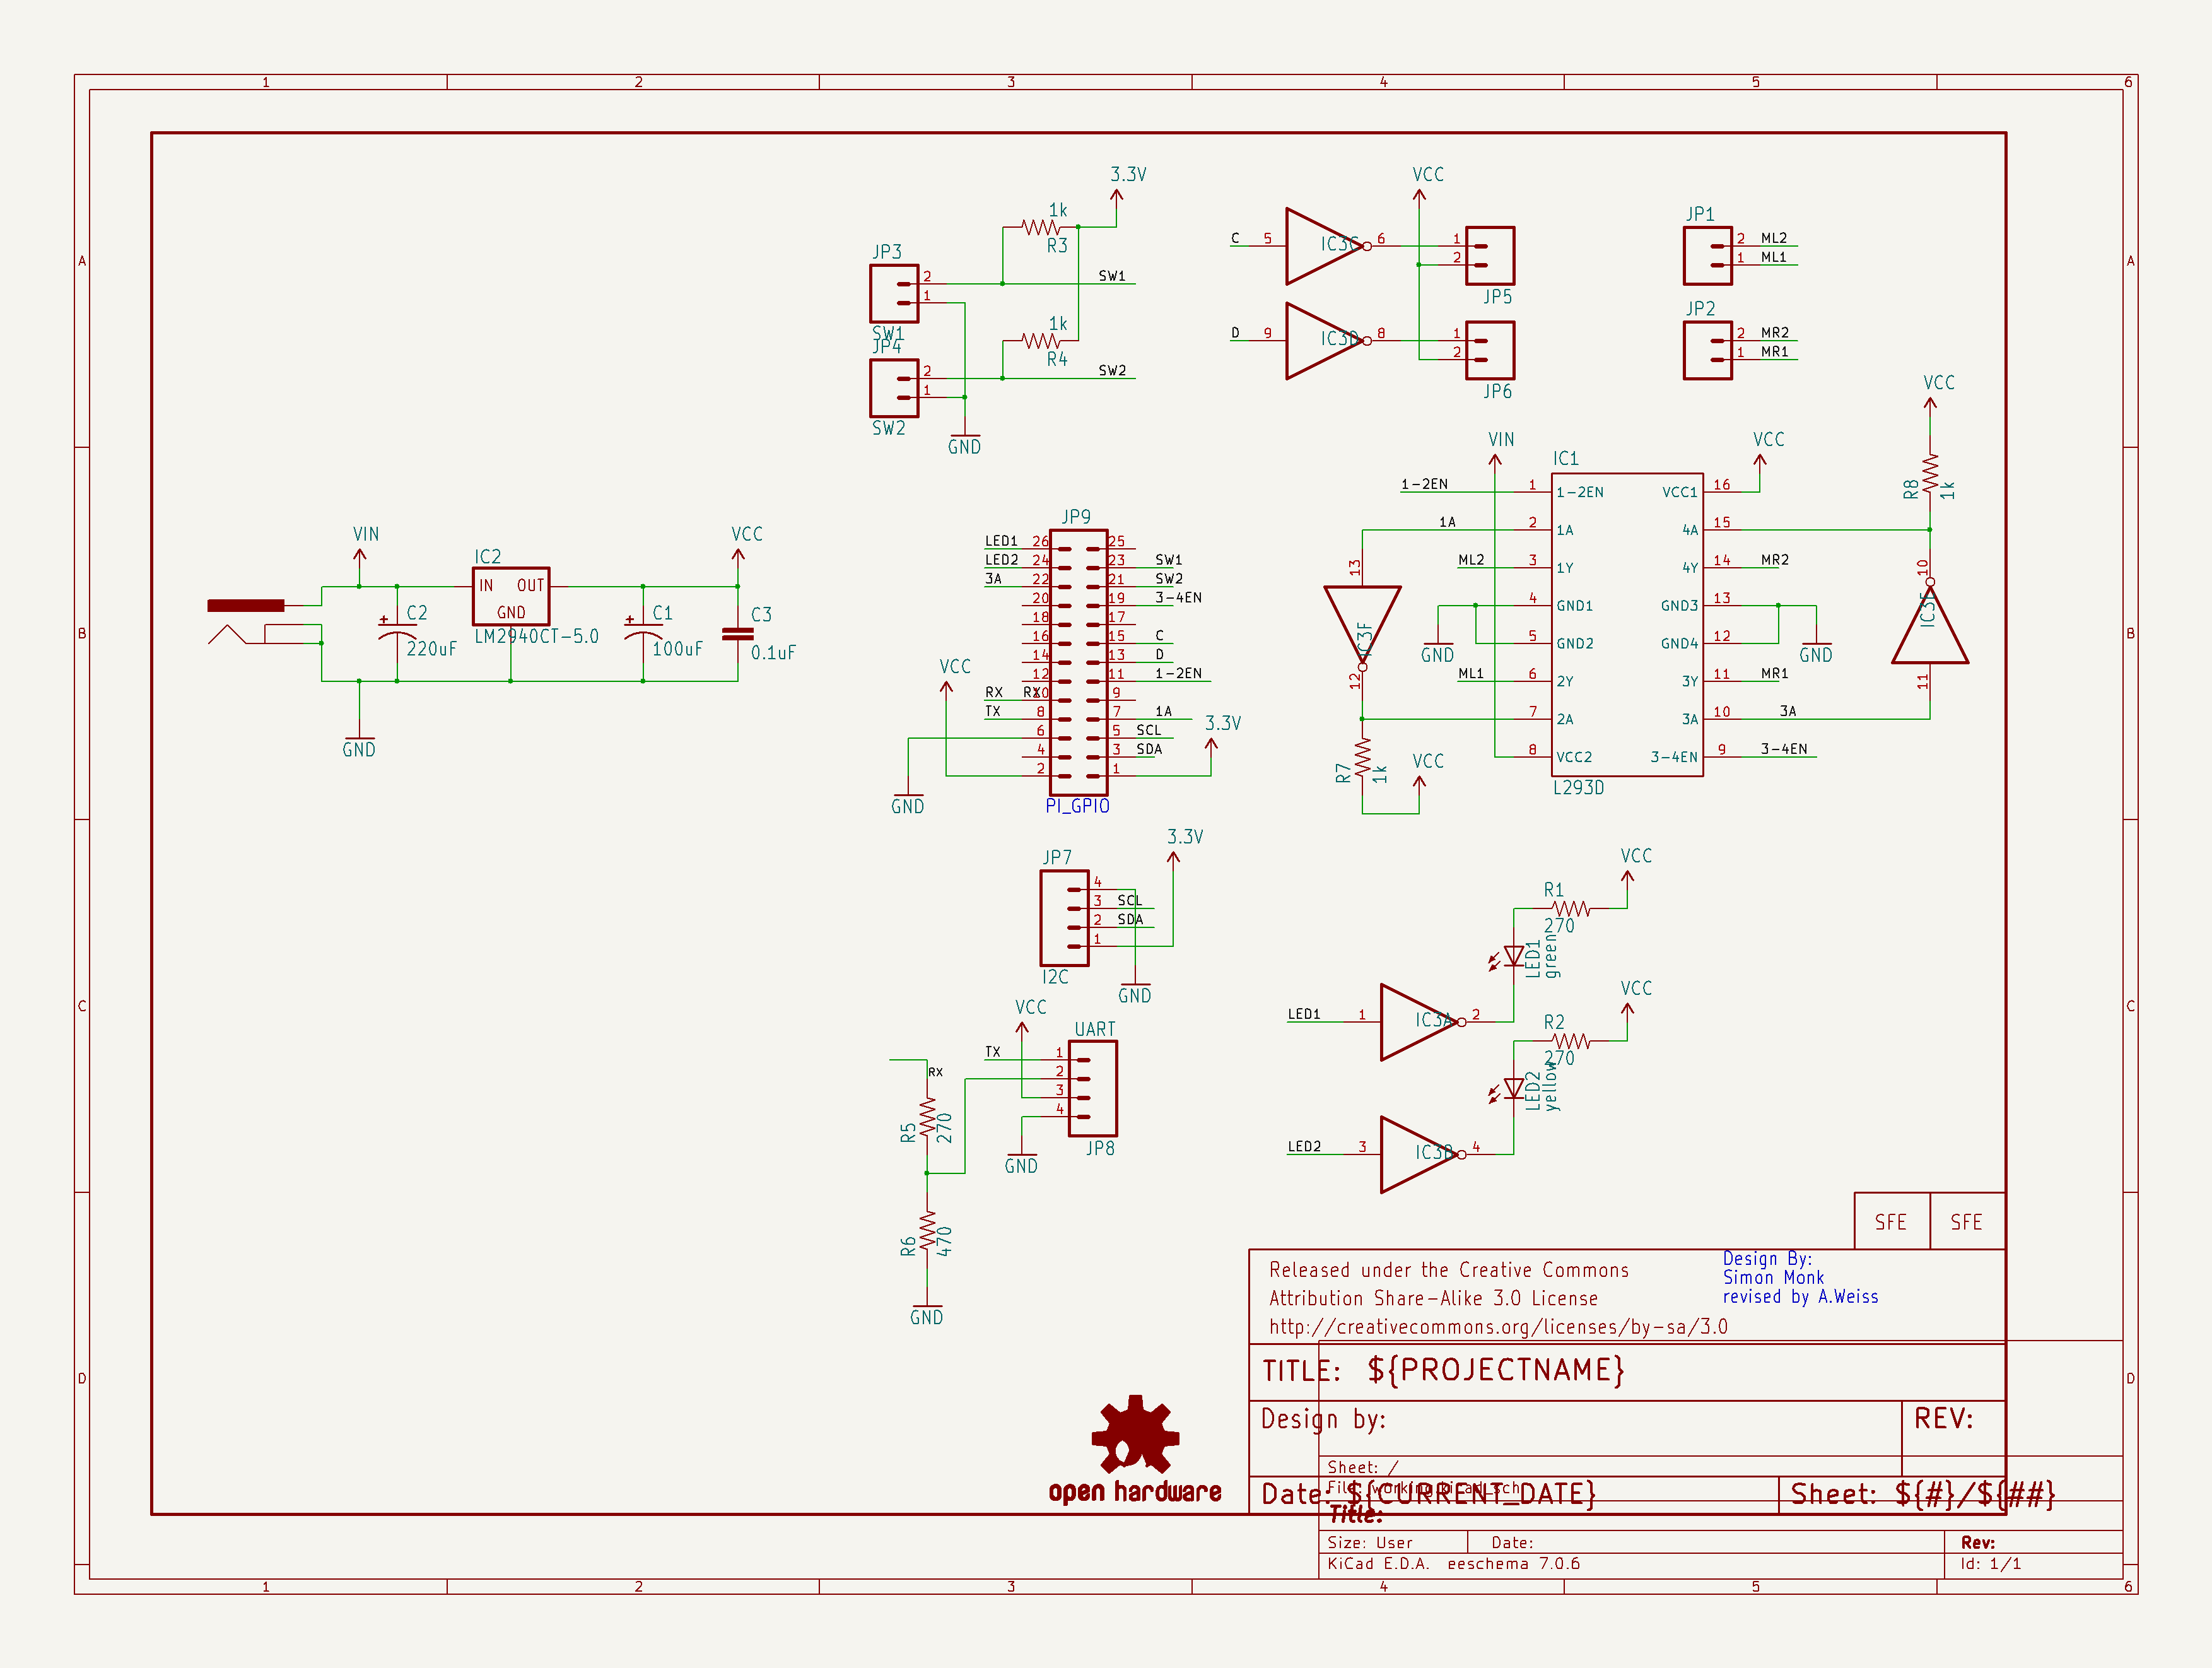 1 2 3 4 5 6
A A
B B
C C
D D
3.3V
1k
R3
JP3
2
1
SW1
SW1
JP4
1k
R4
2
1
SW2
SW2
GND
VCC
C 5 IC3C 6 1
2
JP5
D 9 IC3D 8 1
2
JP6
JP1
2 ML2
1 ML1
JP2
2 MR2
1 MR1
VIN
VCC
IC2
IN OUT
GND
LM2940CT-5.0
C2
220uF
C1
100uF
C3
0.1uF
GND
JP9
LED1 26 25
LED2 24 23 SW1
3A 22 21 SW2
20 19 3-4EN
18 17
16 15 C
14 13 D
12 11 1-2EN
RX RX 10 9
TX 8 7 1A
6 5 SCL
4 3 SDA
2 1
VCC
3.3V
GND
PI_GPIO
VIN
VCC
VCC
IC1
1-2EN 1 1-2EN VCC1 16
1A 2 1A 4A 15
ML2 3 1Y 4Y 14 MR2
4 GND1 GND3 13
5 GND2 GND4 12
ML1 6 2Y 3Y 11 MR1
7 2A 3A 10 3A
8 VCC2 3-4EN 9 3-4EN
L293D
GND
GND
13
IC3F
12
R7
1k
VCC
R8
1k
10
IC3E
11
JP7
3.3V
4
3 SCL
2 SDA
1
I2C
GND
VCC
UART
TX 1
2
3
4
JP8
GND
RX
R5
270
R6
470
GND
VCC
R1
270
LED1
green
LED1 1 IC3A 2
VCC
R2
270
LED2
yellow
LED2 3 IC3B 4
SFE SFE
Released under the Creative Commons
Attribution Share-Alike 3.0 License
http://creativecommons.org/licenses/by-sa/3.0
Design By:
Simon Monk
revised by A.Weiss
TITLE: ${PROJECTNAME}
Design by:
REV:
Sheet: /
File: working.kicad_sch
Date: ${CURRENT_DATE}
Sheet: ${#}/${##}
Title:
Size: User Date: Rev:
KiCad E.D.A. eeschema 7.0.6 Id: 1/1
open hardware
1 2 3 4 5 6